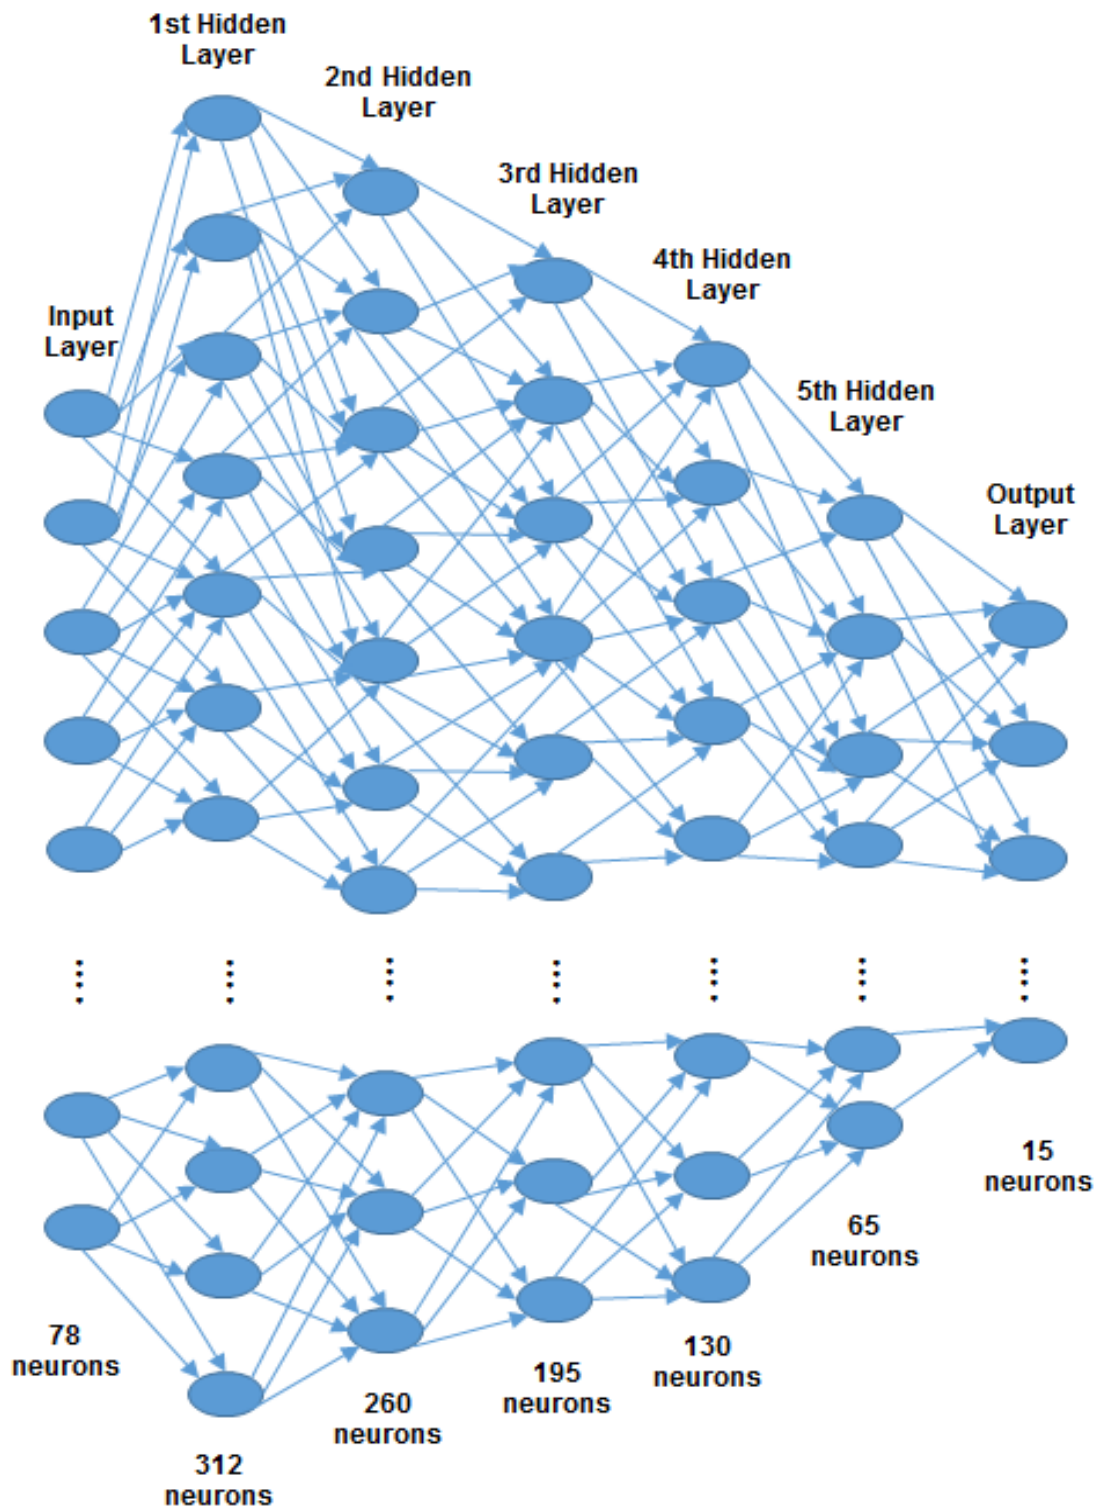 1st Hidden
Layer
2nd Hidden
Layer
3rd Hidden
Layer
4th Hidden
Layer
Input
Layer
5th Hidden
Layer
Output
Layer
78
neurons
312
neurons
260
neurons
195
neurons
130
neurons
65
neurons
15
neurons